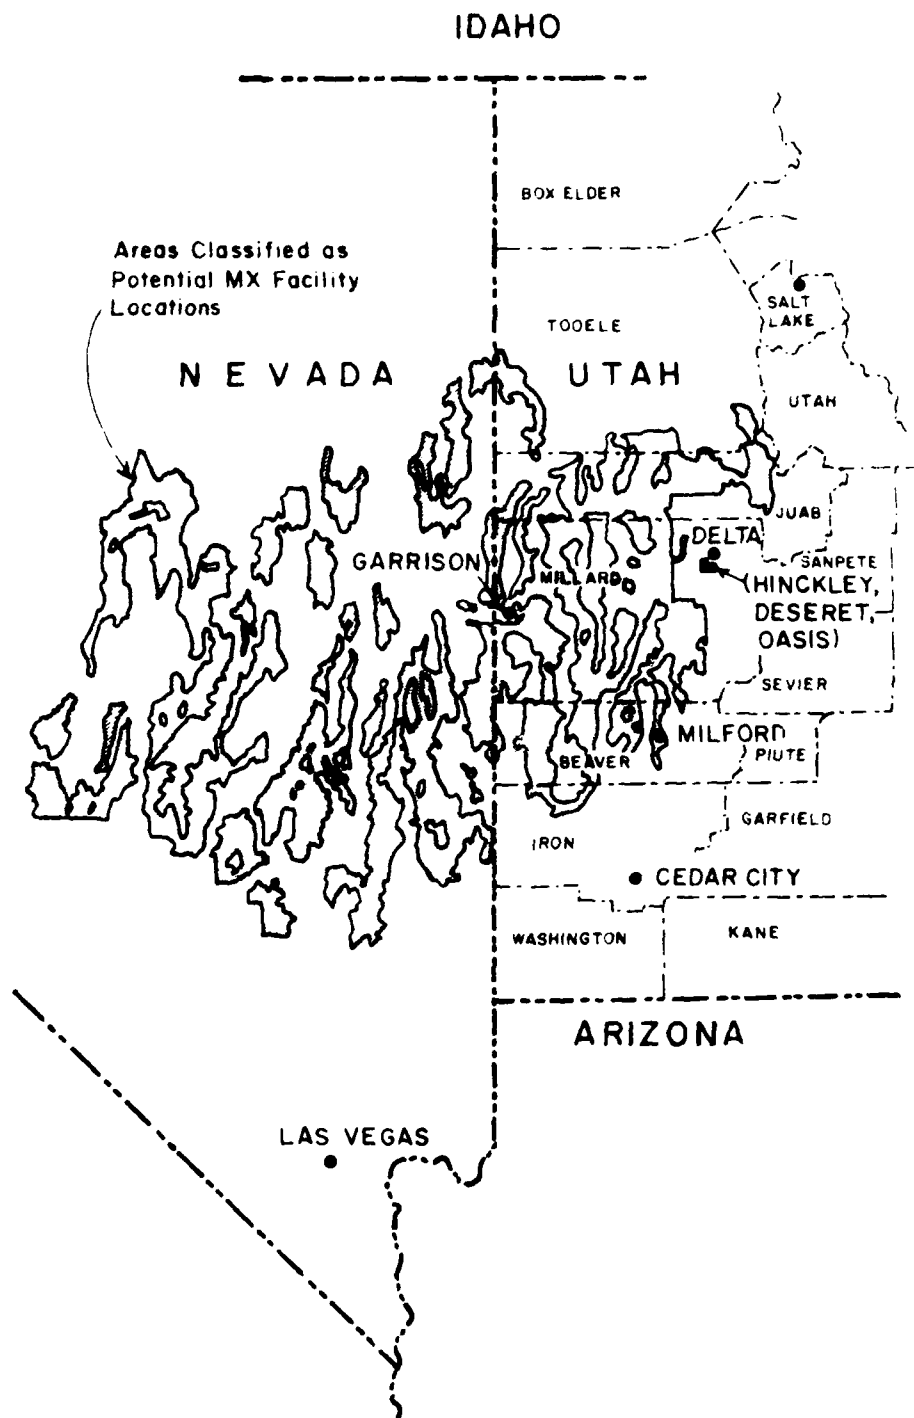 IDAHO
BOX ELDER
Areas Classified as
Potential MX Facility
Locations
SALT
LAKE
TOOELE
NEVADA
UTAH
UTAH
JUAB
DELTA
GARRISON
SANPETE
MILLARD
(HINCKLEY,
DESERET,
OASIS)
SEVIER
MILFORD
PIUTE
BEAVER
GARFIELD
IRON
CEDAR CITY
WASHINGTON
KANE
ARIZONA
LAS VEGAS